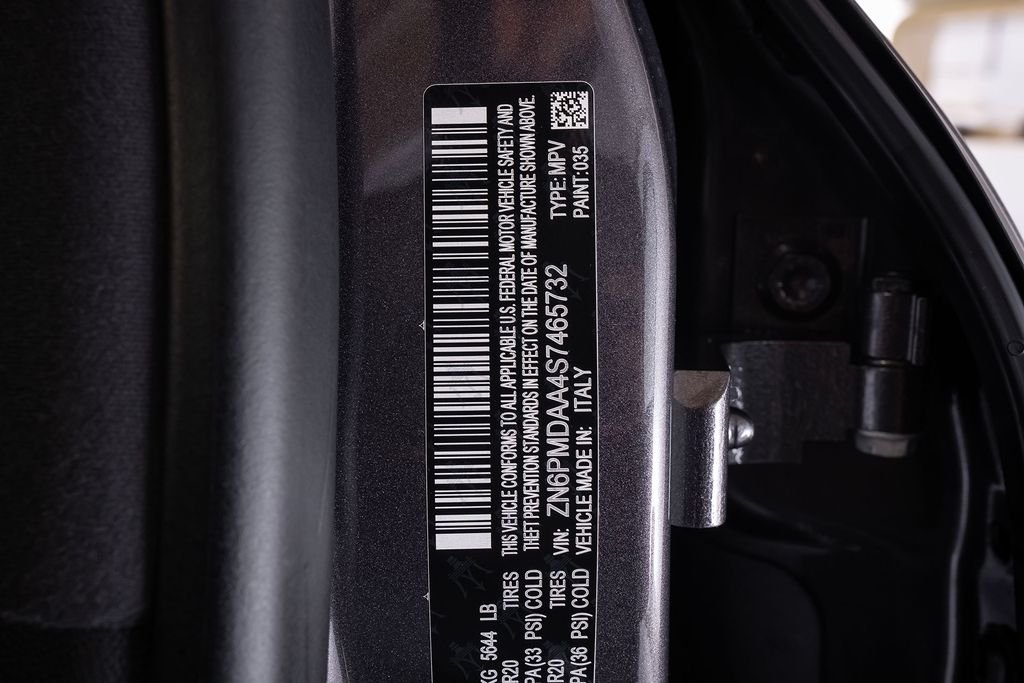 KG 5644 LB
R20 TIRES
PA(33 PSI) COLD
R20 TIRES
PA(36 PSI) COLD
THIS VEHICLE CONFORMS TO ALL APPLICABLE U.S. FEDERAL MOTOR VEHICLE SAFETY AND
THEFT PREVENTION STANDARDS IN EFFECT ON THE DATE OF MANUFACTURE SHOWN ABOVE.
VIN: ZN6PMDAA4S7465732 TYPE: MPV
VEHICLE MADE IN: ITALY PAINT: 035